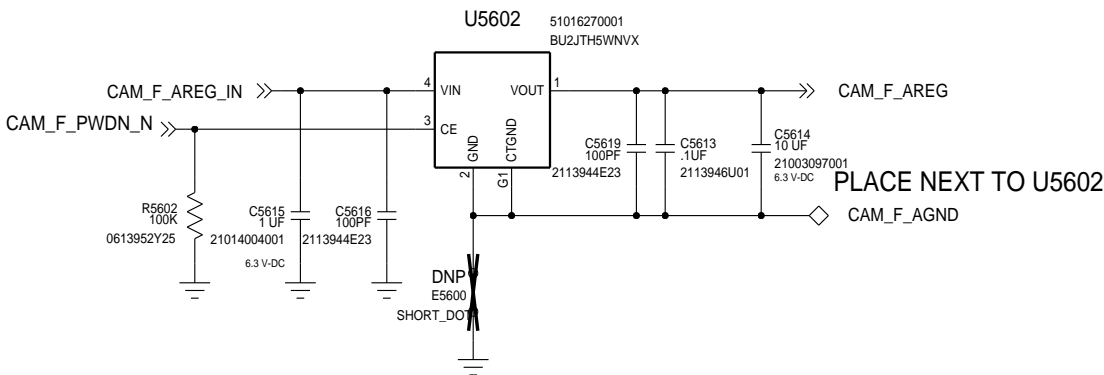 U5602
51016270001
BU2JTH5WNVX
CAM_F_AREG_IN
4
VIN
VOUT
1
CAM_F_AREG
CAM_F_PWDN_N
3
CE
GND
CTGND
2
G1
C5619
100PF
2113944E23
C5613
.1UF
2113946U01
C5614
10 UF
21003097001
6.3 V-DC
PLACE NEXT TO U5602
CAM_F_AGND
R5602
100K
0613952Y25
C5615
1 UF
21014004001
6.3 V-DC
C5616
100PF
2113944E23
DNP
E5600
SHORT_DOT